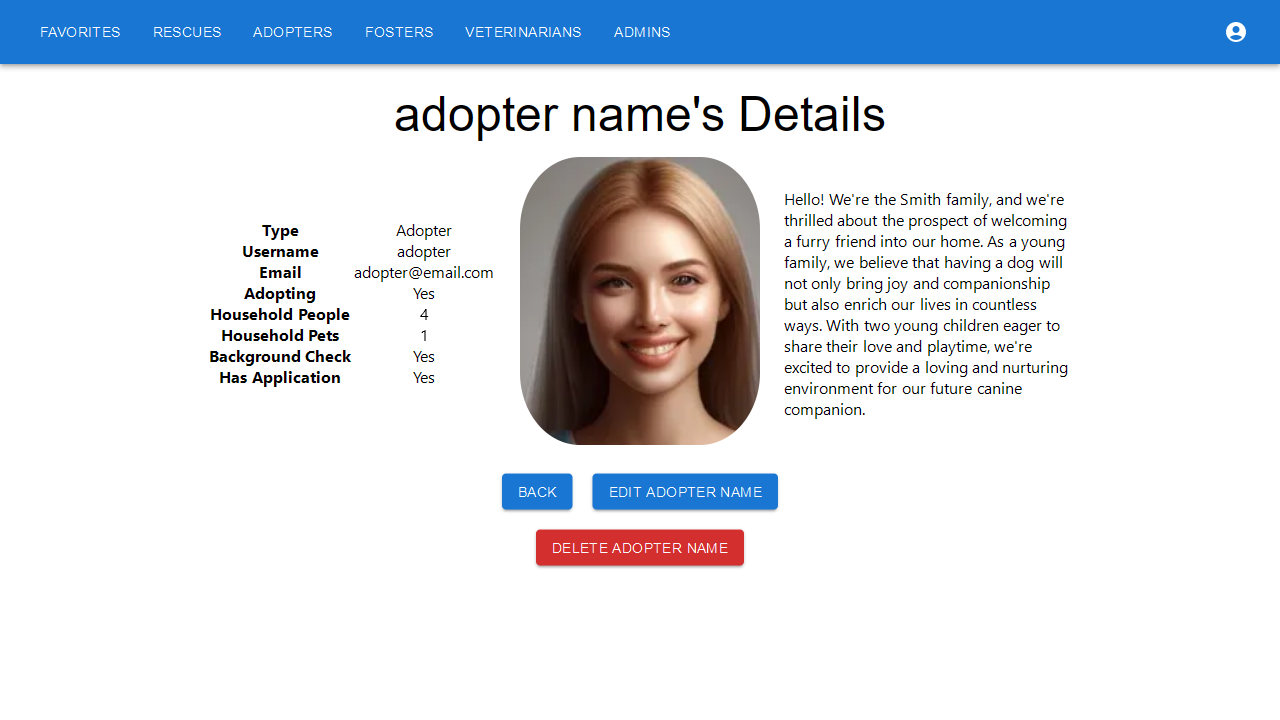 FAVORITES RESCUES ADOPTERS FOSTERS VETERINARIANS ADMINS
adopter name's Details
Type Adopter
Username adopter
Email adopter@email.com
Adopting Yes
Household People 4
Household Pets 1
Background Check Yes
Has Application Yes
Hello! We're the Smith family, and we're
thrilled about the prospect of welcoming
a furry friend into our home. As a young
family, we believe that having a dog will
not only bring joy and companionship
but also enrich our lives in countless
ways. With two young children eager to
share their love and playtime, we're
excited to provide a loving and nurturing
environment for our future canine
companion.
BACK EDIT ADOPTER NAME
DELETE ADOPTER NAME